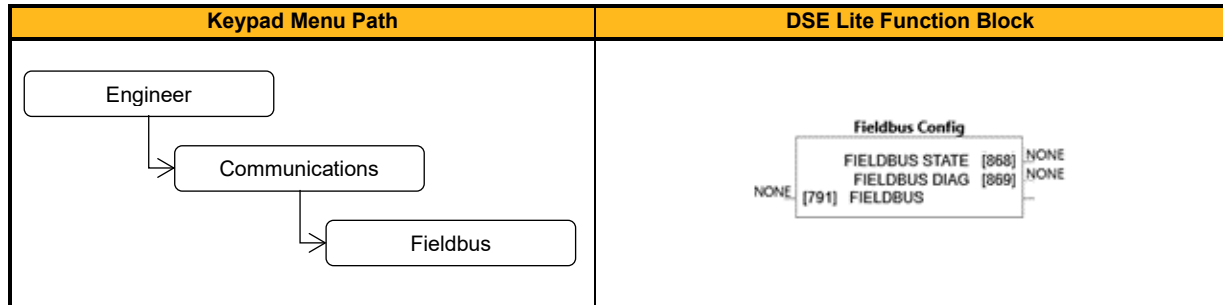 Keypad Menu Path DSE Lite Function Block
Engineer
Communications
Fieldbus
Fieldbus Config
FIELDBUS STATE [868] NONE
FIELDBUS DIAG [869] NONE
NONE [791] FIELDBUS